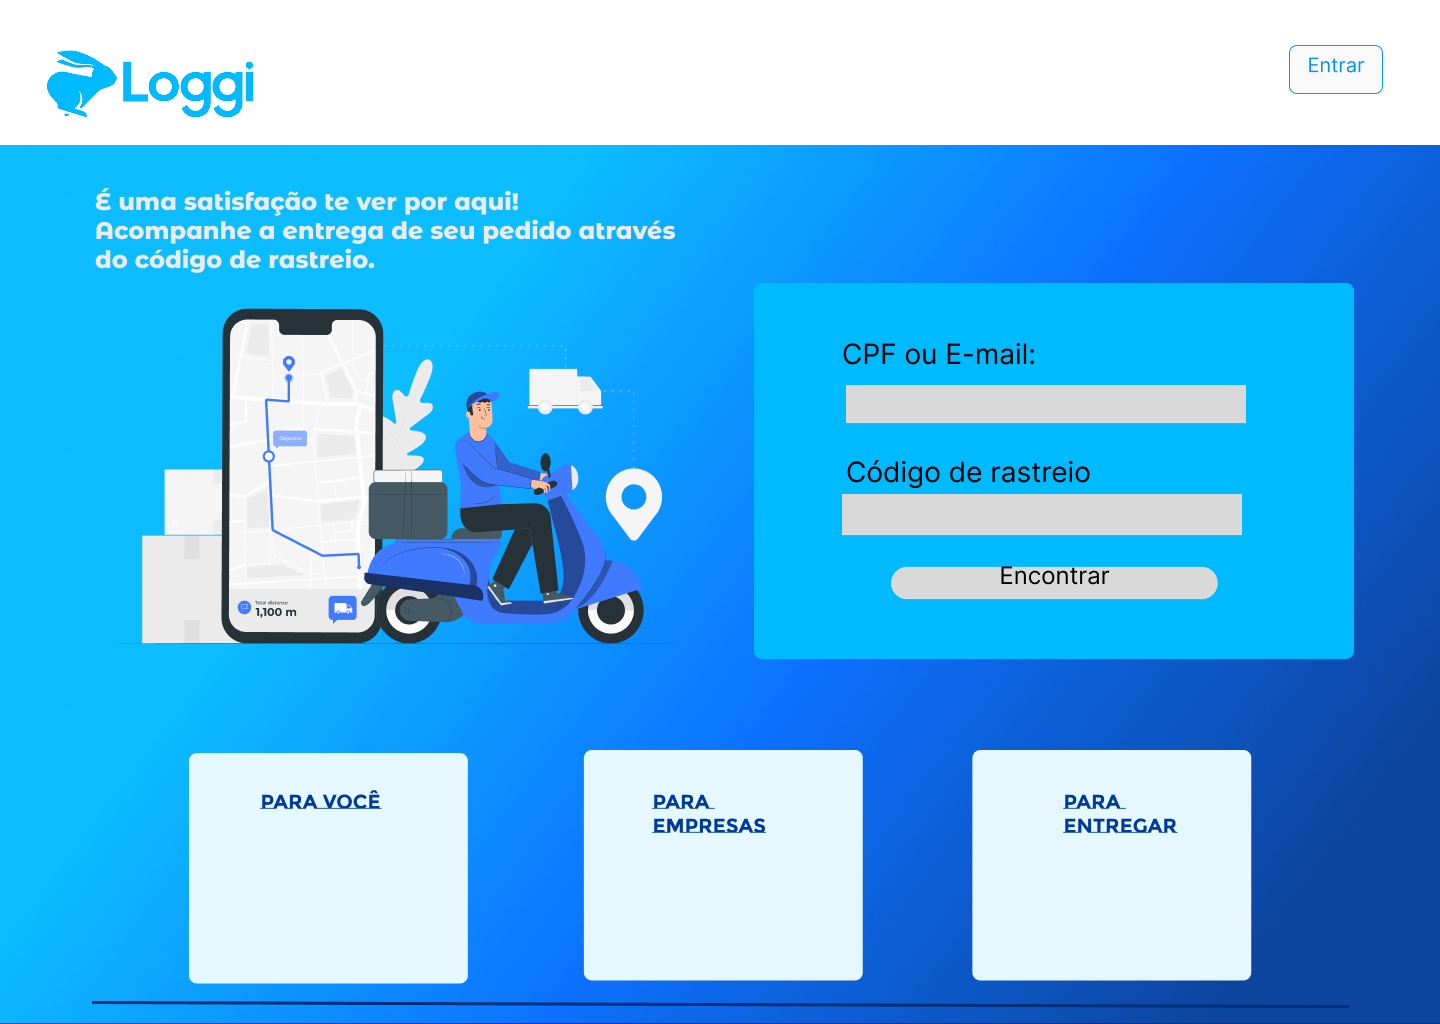 Loggi
Entrar
É uma satisfação te ver por aqui!
Acompanhe a entrega de seu pedido através
do código de rastreio.
CPF ou E-mail:
Código de rastreio
Encontrar
Objective
Total distance
1,100 m
PARA VOCÊ
PARA
EMPRESAS
PARA
ENTREGAR